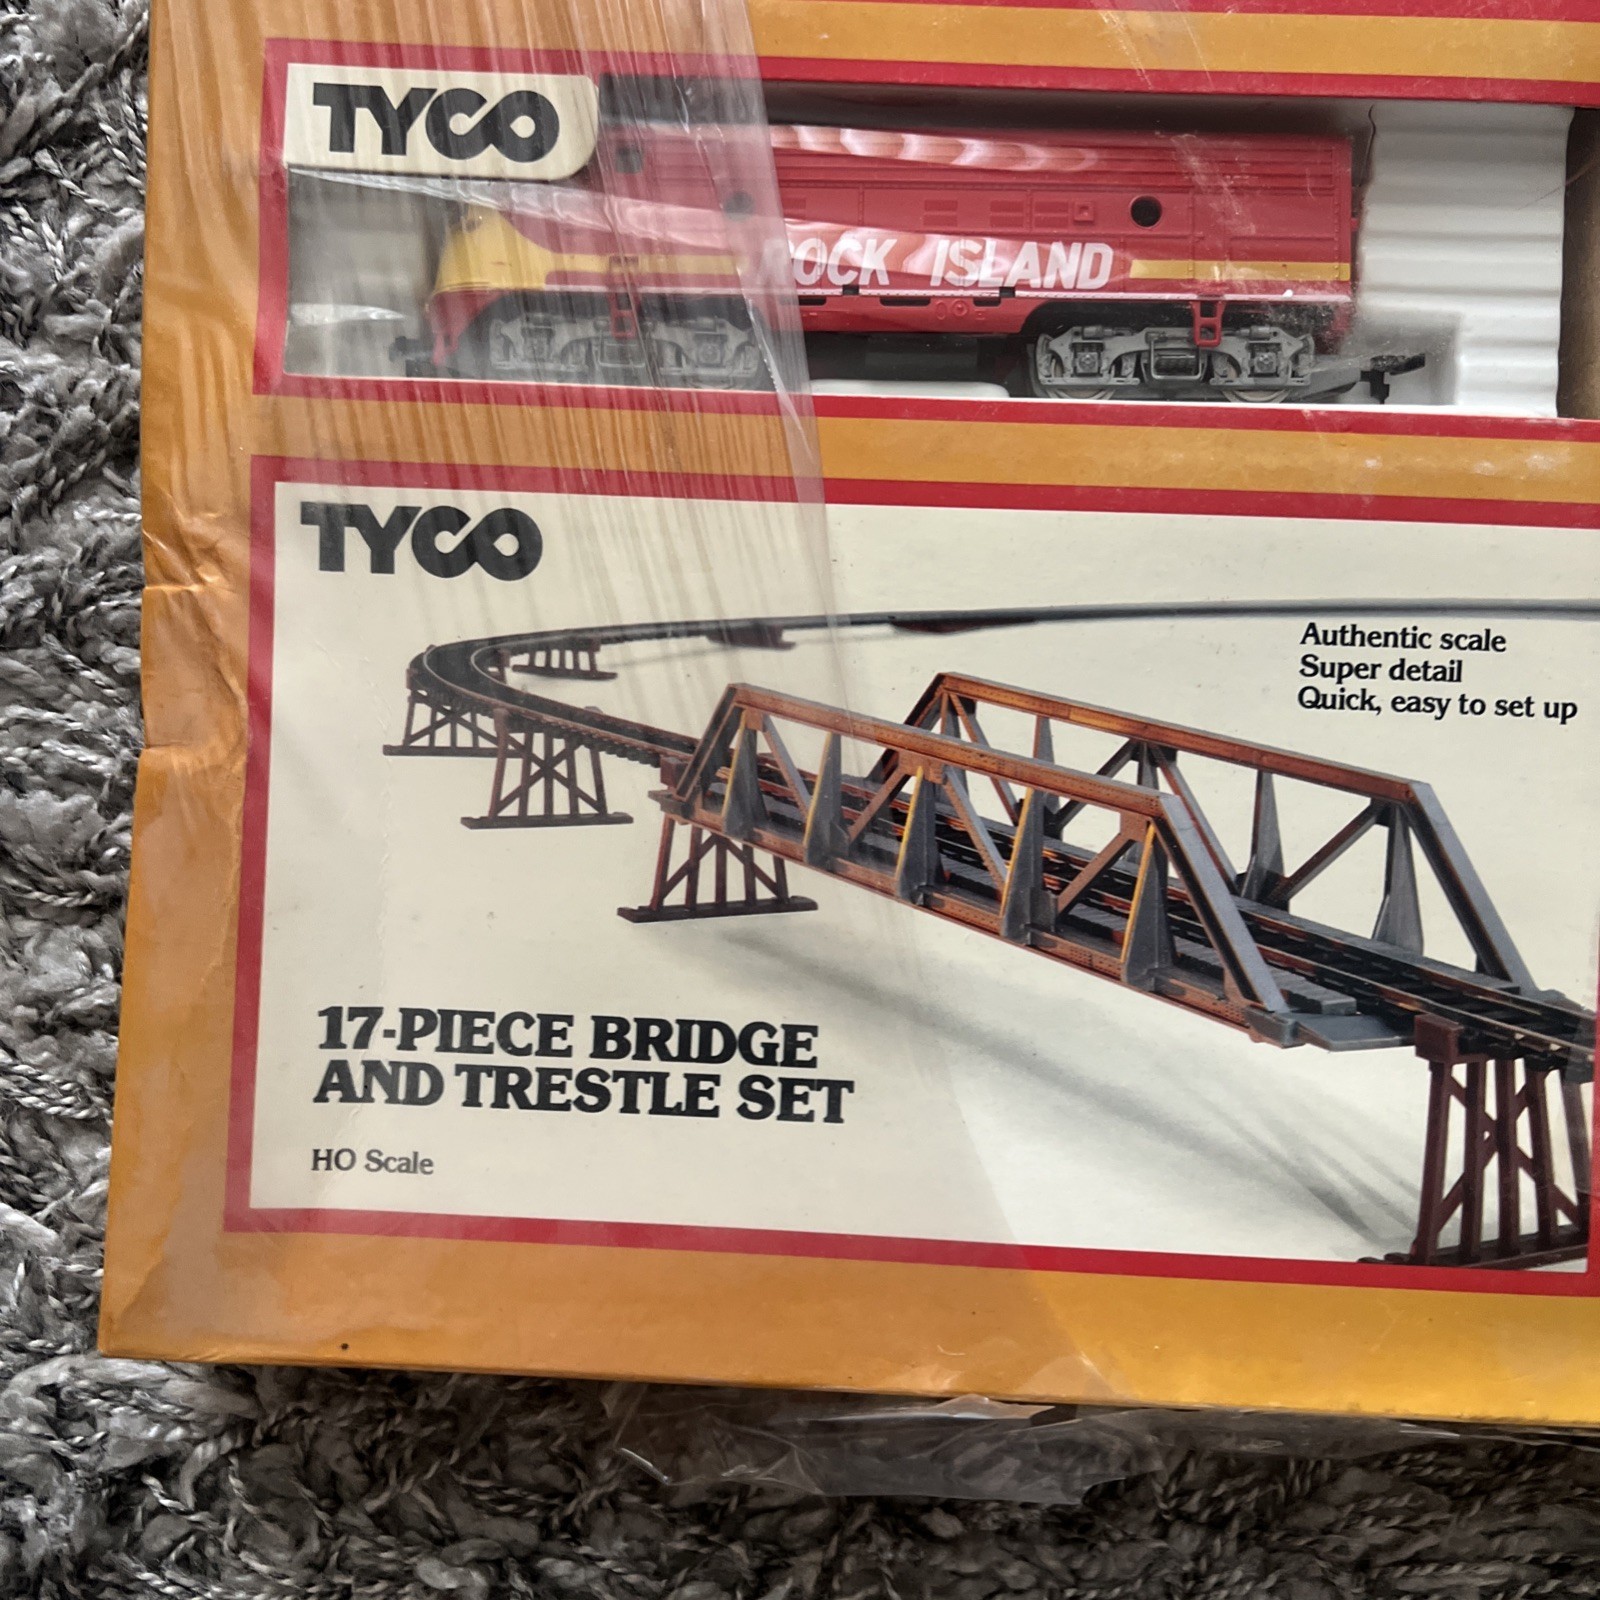 TYCO
ROCK ISLAND
TYCO
Authentic scale
Super detail
Quick, easy to set up
17-PIECE BRIDGE
AND TRESTLE SET
HO Scale